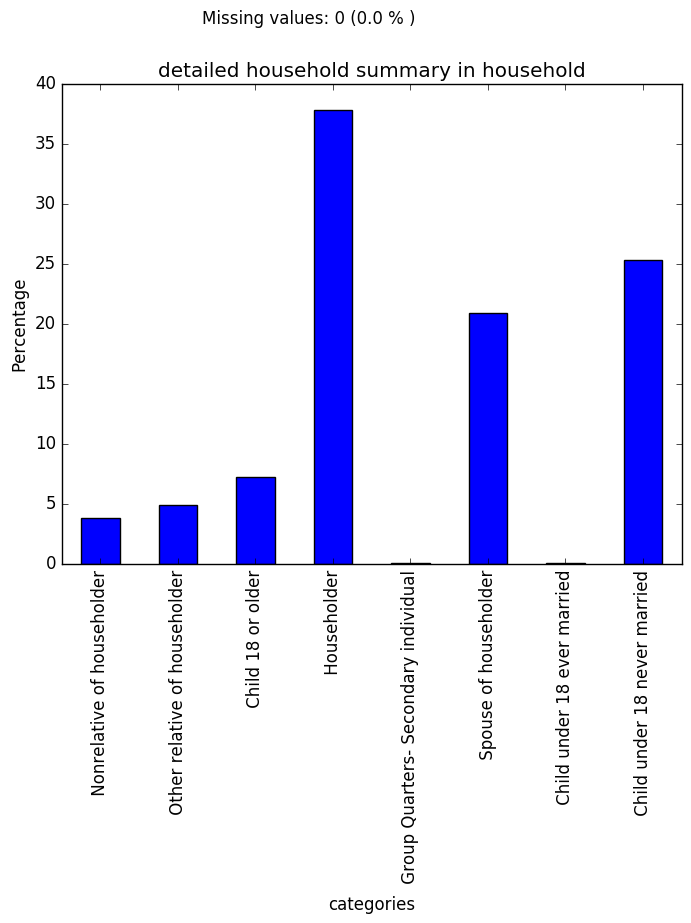 Missing values: 0 (0.0 % )
detailed household summary in household
Percentage
40
35
30
25
20
15
10
5
0
Nonrelative of householder
Other relative of householder
Child 18 or older
Householder
Group Quarters- Secondary individual
Spouse of householder
Child under 18 ever married
Child under 18 never married
categories